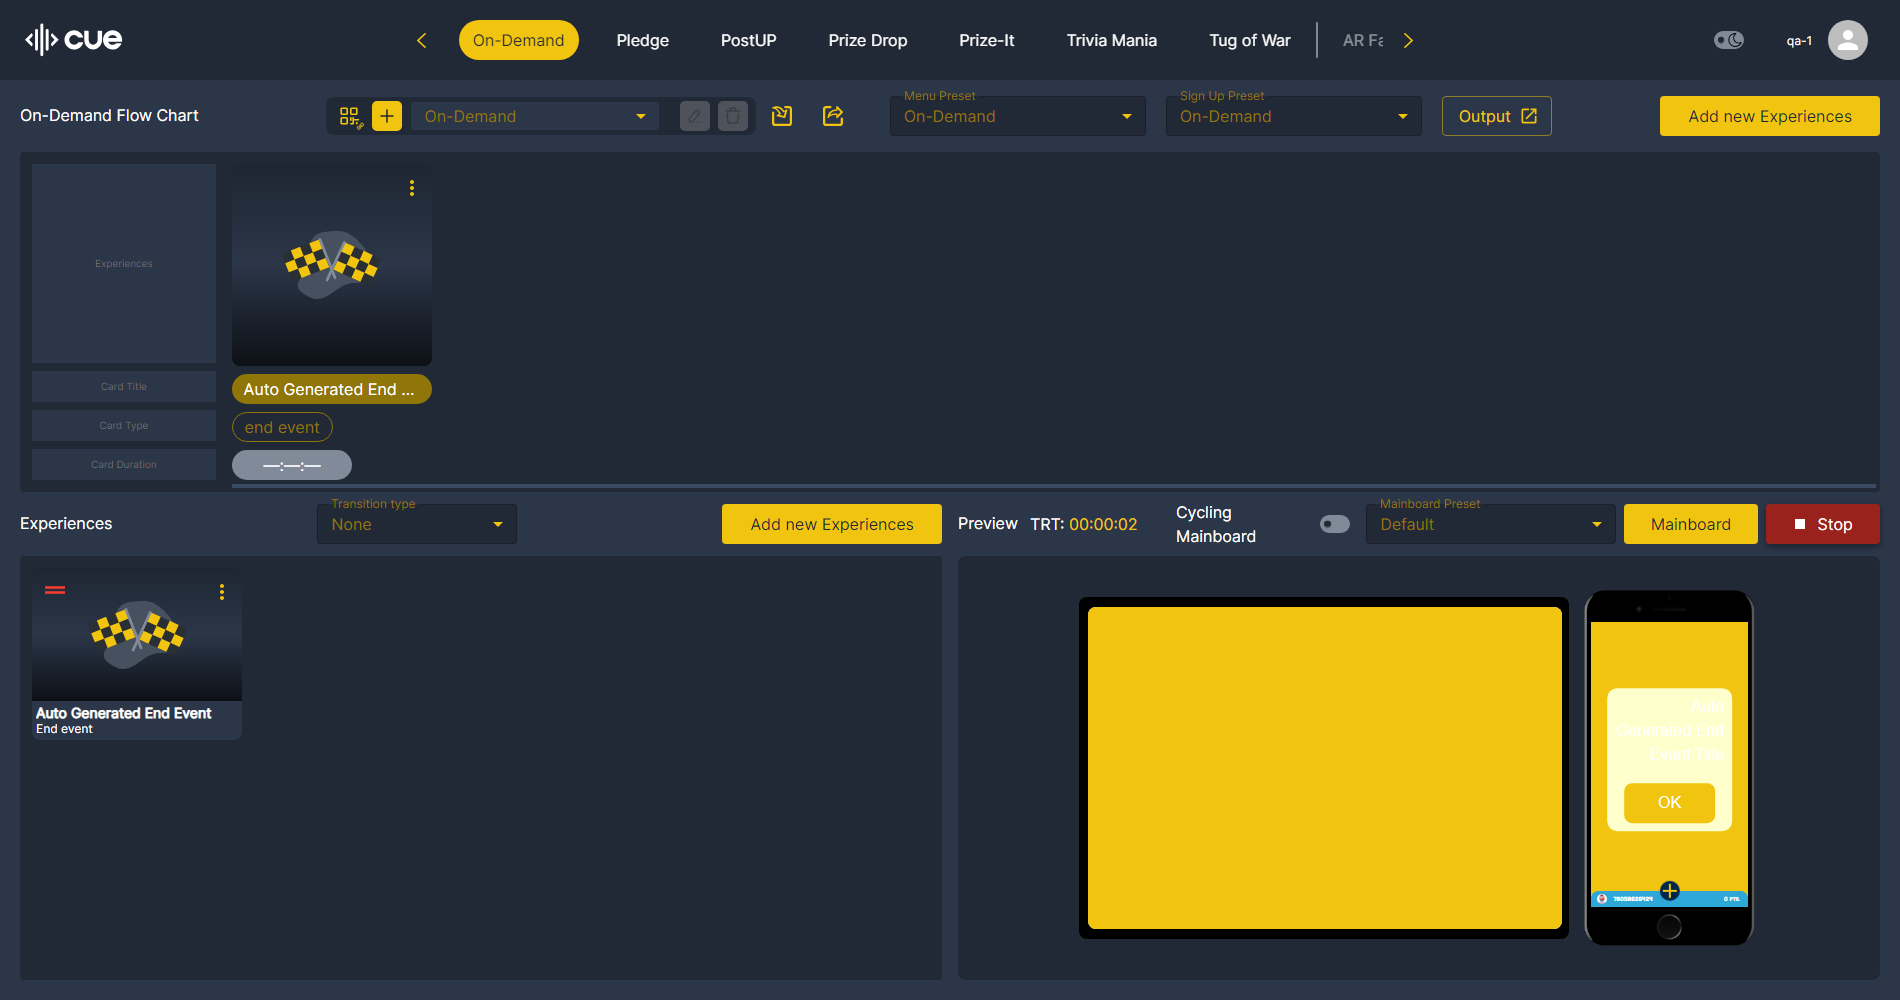 cue
On-Demand
Pledge
PostUP
Prize Drop
Prize-It
Trivia Mania
Tug of War
AR Fa
qa-1
On-Demand Flow Chart
On-Demand
Menu Preset
On-Demand
Sign Up Preset
On-Demand
Output
Add new Experiences
Experiences
Card Title
Auto Generated End ...
Card Type
end event
Card Duration
—:—:—
Experiences
Transition type
None
Add new Experiences
Preview
TRT: 00:00:02
Cycling
Mainboard
Mainboard Preset
Default
Mainboard
Stop
Auto Generated End Event
End event
Auto
Generated End
Event Title
OK
0 PTS.